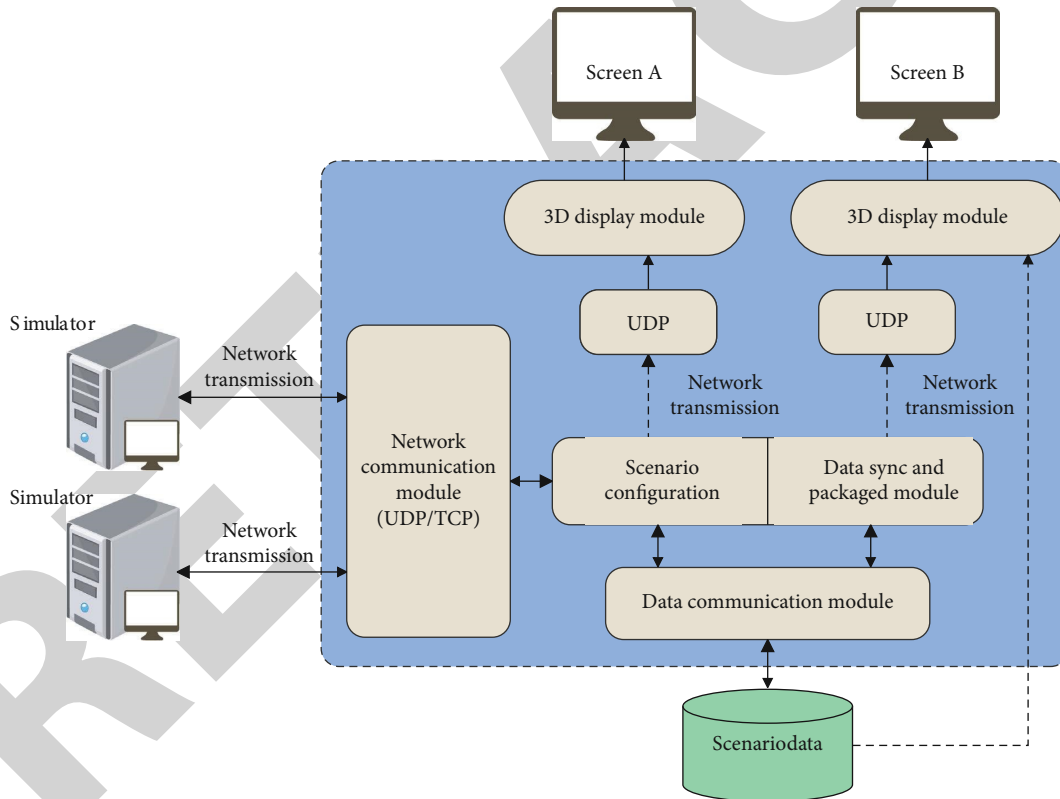 Screen A
Screen B
3D display module
3D display module
UDP
UDP
Simulator
Network
transmission
Network
transmission
Network
transmission
Network
communication
module
(UDP/TCP)
Scenario
configuration
Data sync and
packaged module
Simulator
Network
transmission
Data communication module
Scenariodata